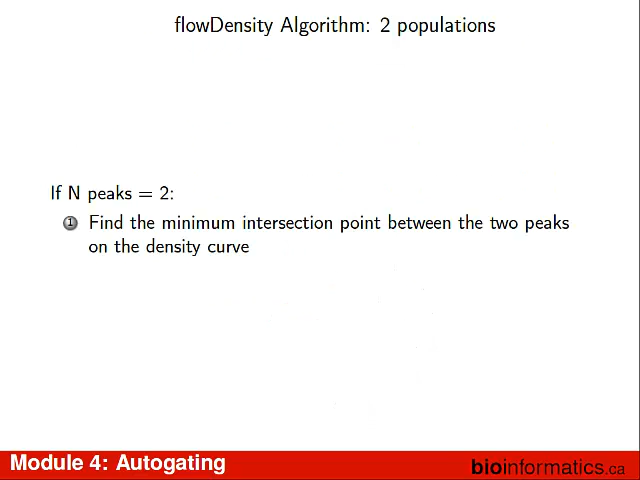 flowDensity Algorithm: 2 populations
If N peaks = 2:
1 Find the minimum intersection point between the two peaks
on the density curve
Module 4: Autogating
bioinformatics.ca